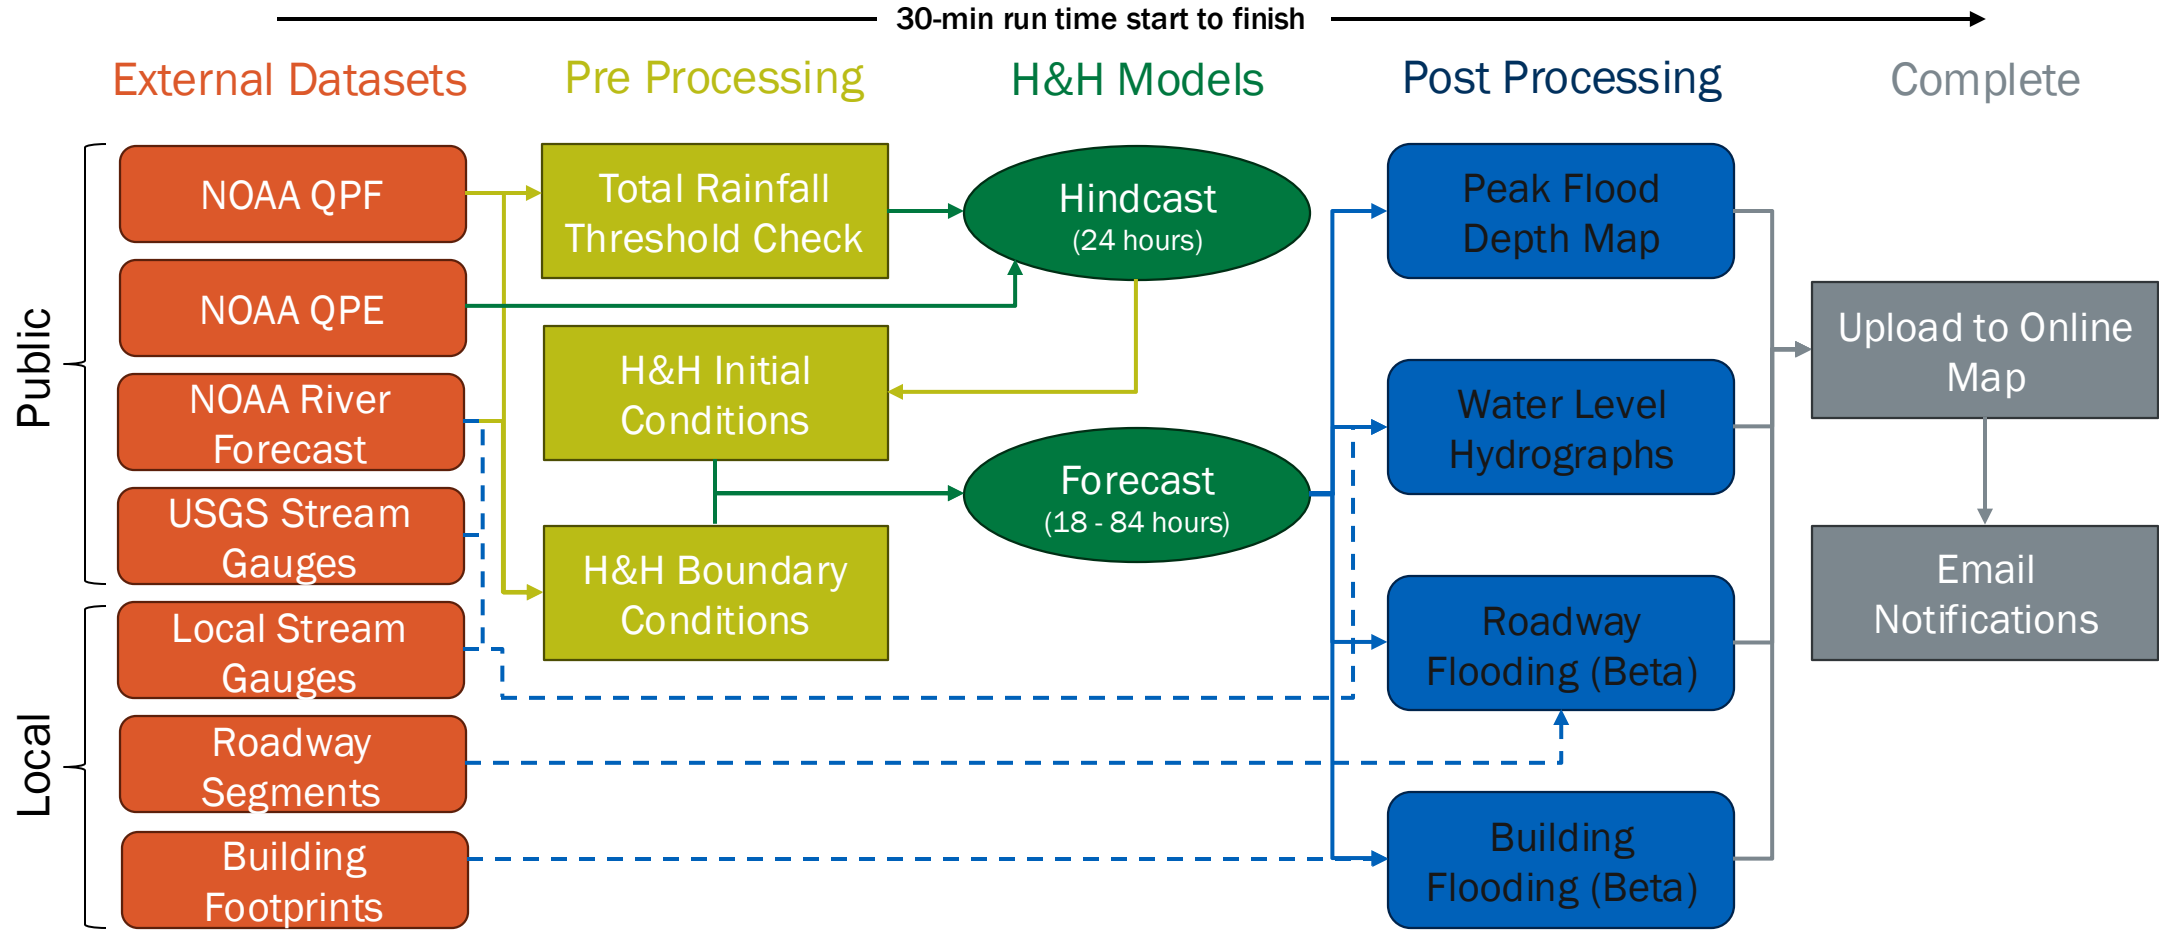 30-min run time start to finish
External Datasets
Pre Processing
H&H Models
Post Processing
Complete
Public
NOAA QPF
NOAA QPE
NOAA River
Forecast
USGS Stream
Gauges
Local
Local Stream
Gauges
Roadway
Segments
Building
Footprints
Total Rainfall
Threshold Check
H&H Initial
Conditions
H&H Boundary
Conditions
Hindcast
(24 hours)
Forecast
(18 - 84 hours)
Peak Flood
Depth Map
Water Level
Hydrographs
Roadway
Flooding (Beta)
Building
Flooding (Beta)
Upload to Online
Map
Email
Notifications